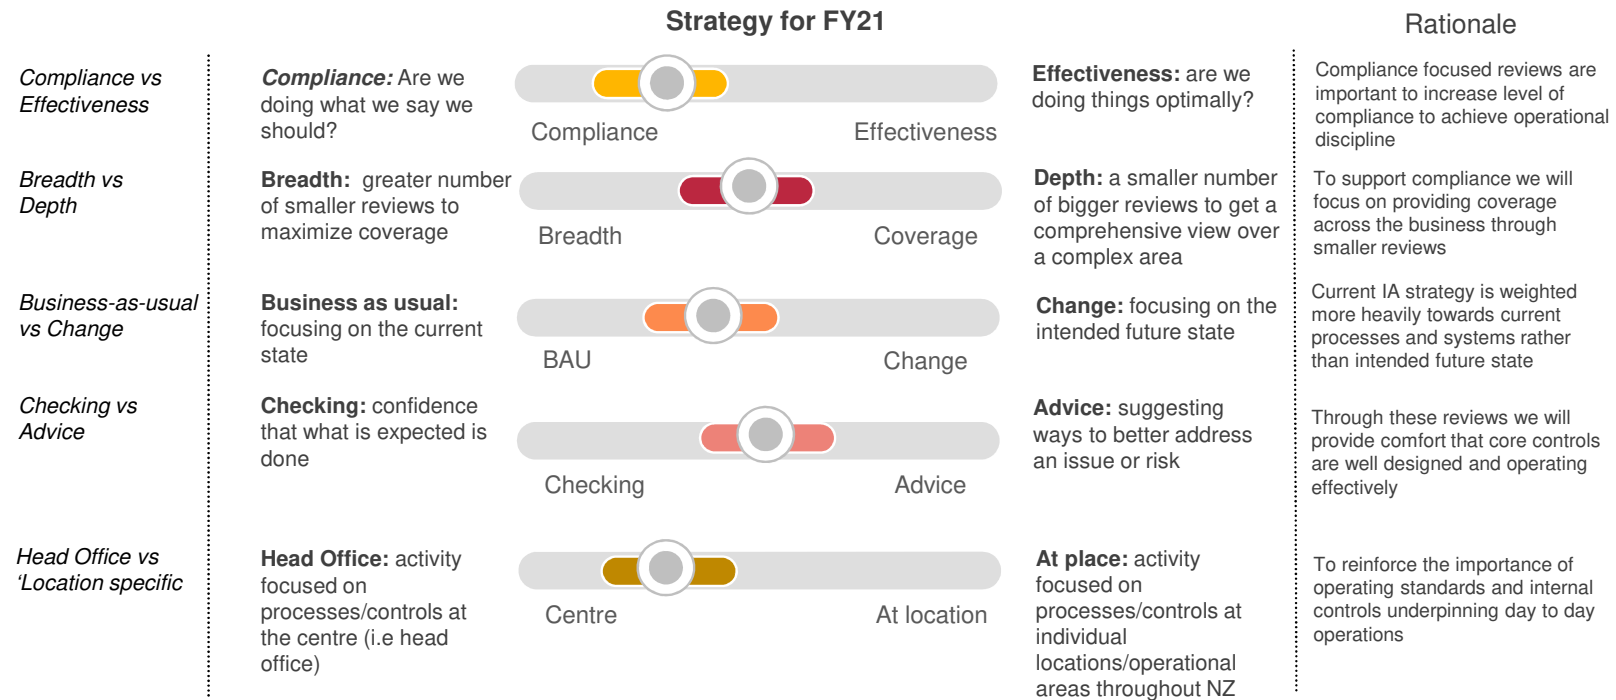 Strategy for FY21
Rationale
Compliance vs
Effectiveness
Compliance: Are we
doing what we say we
should?
Compliance
Effectiveness
Effectiveness: are we
doing things optimally?
Compliance focused reviews are
important to increase level of
compliance to achieve operational
discipline
Breadth vs
Depth
Breadth: greater number
of smaller reviews to
maximize coverage
Breadth
Coverage
Depth: a smaller number
of bigger reviews to get a
comprehensive view over
a complex area
To support compliance we will
focus on providing coverage
across the business through
smaller reviews
Business-as-usual
vs Change
Business as usual:
focusing on the current
state
BAU
Change
Change: focusing on the
intended future state
Current IA strategy is weighted
more heavily towards current
processes and systems rather
than intended future state
Checking vs
Advice
Checking: confidence
that what is expected is
done
Checking
Advice
Advice: suggesting
ways to better address
an issue or risk
Through these reviews we will
provide comfort that core controls
are well designed and operating
effectively
Head Office vs
‘Location specific
Head Office: activity
focused on
processes/controls at
the centre (i.e head
office)
Centre
At location
At place: activity
focused on
processes/controls at
individual
locations/operational
areas throughout NZ
To reinforce the importance of
operating standards and internal
controls underpinning day to day
operations